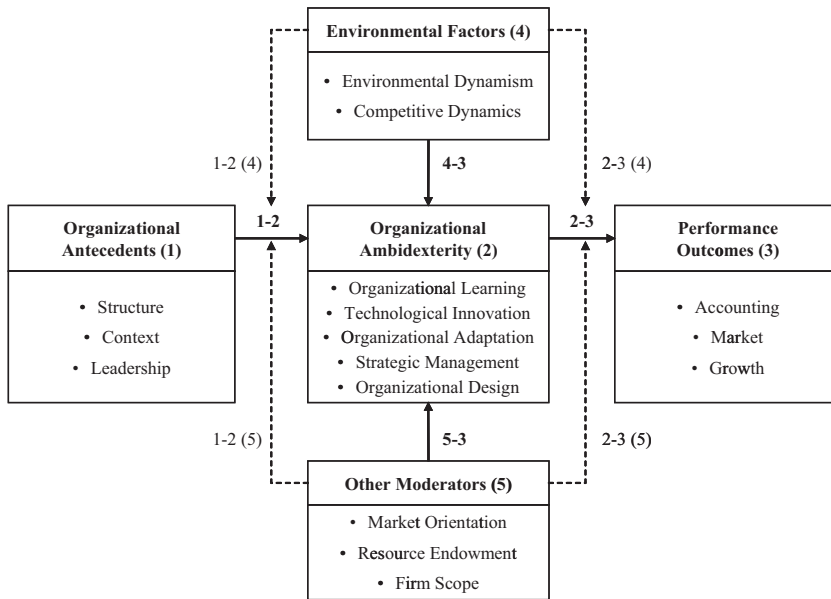 Environmental Factors (4)
• Environmental Dynamism
• Competitive Dynamics
1-2 (4)
4-3
2-3 (4)
Organizational
Antecedents (1)
• Structure
• Context
• Leadership
1-2
Organizational
Ambidexterity (2)
• Organizational Learning
• Technological Innovation
• Organizational Adaptation
• Strategic Management
• Organizational Design
2-3
Performance
Outcomes (3)
• Accounting
• Market
• Growth
1-2 (5)
5-3
2-3 (5)
Other Moderators (5)
• Market Orientation
• Resource Endowment
• Firm Scope